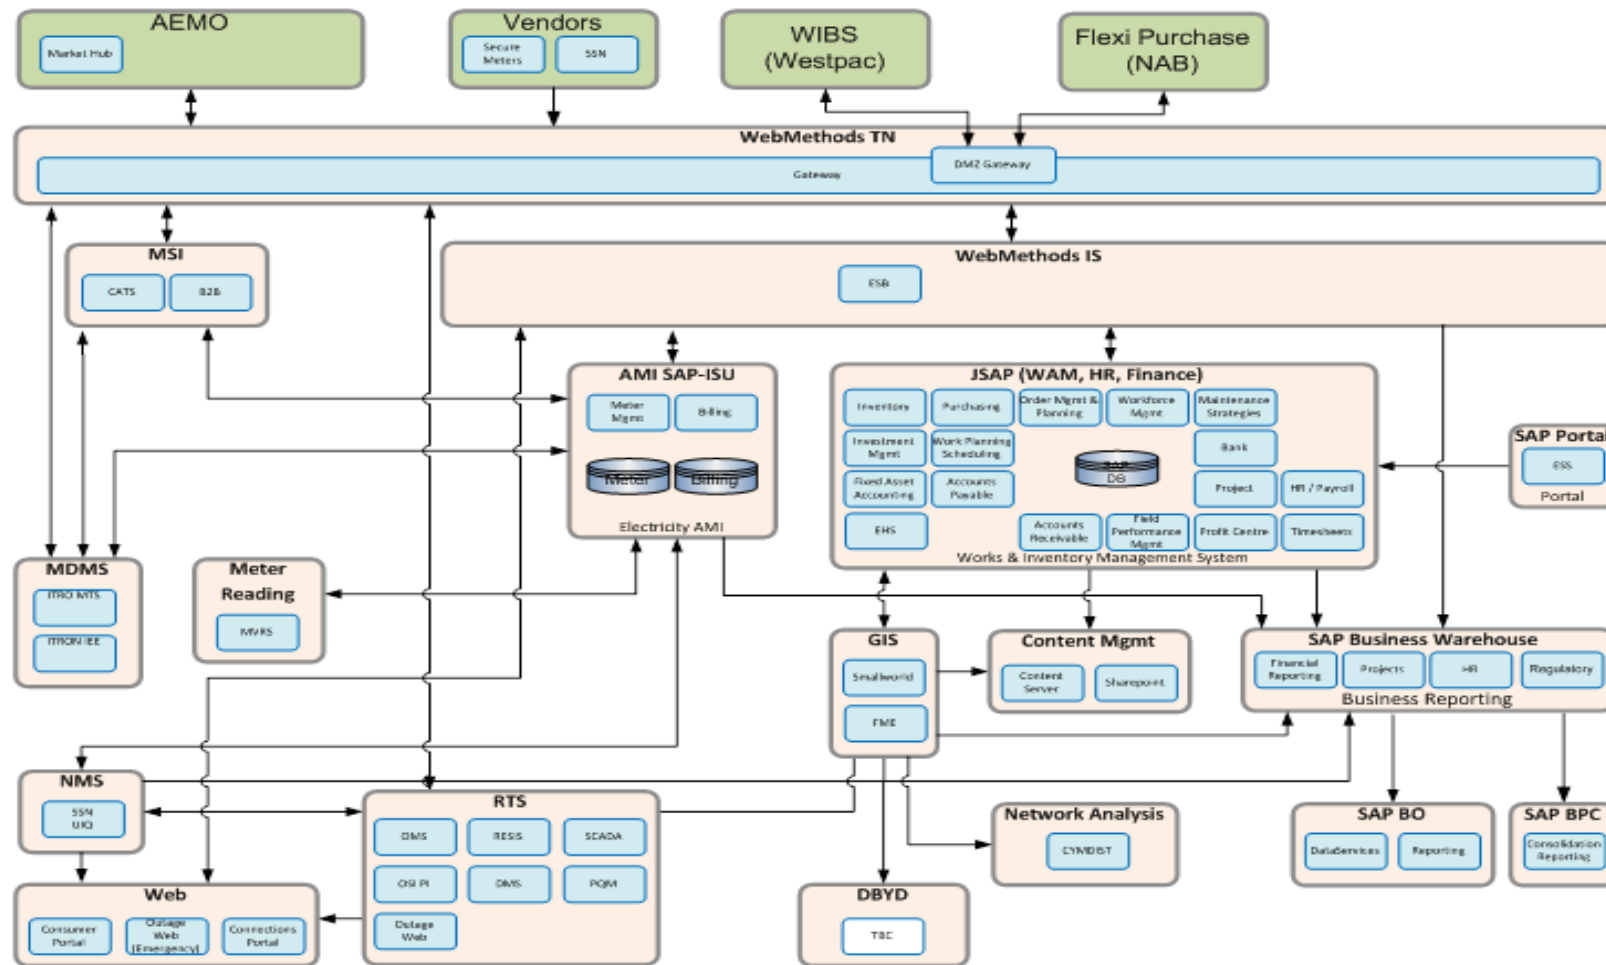 AEMO
Market Hub
Vendors
Secure
Meters
SSN
WIBS
(Westpac)
Flexi Purchase
(NAB)
WebMethods TN
DMZ Gateway
Gateway
MSI
CATS
B2B
WebMethods IS
ESB
AMI SAP-ISU
Meter
Mgmt
Billing
Meter
Billing
Electricity AMI
JSAP (WAM, HR, Finance)
Inventory
Purchasing
Order Mgmt &
Planning
Workforce
Mgmt
Maintenance
Strategies
Investment
Mgmt
Work Planning
Scheduling
Bank
SAP
DB
Fixed Asset
Accounting
Accounts
Payable
Project
HR / Payroll
EHS
Accounts
Receivable
Field
Performance
Mgmt
Profit Centre
Timesheets
Works & Inventory Management System
SAP Portal
ESS
Portal
MDMS
ITRO MTS
ITRON IEE
Meter
Reading
MVRS
GIS
Smallworld
FME
Content Mgmt
Content
Server
Sharepoint
SAP Business Warehouse
Financial
Reporting
Projects
HR
Regulatory
Business Reporting
NMS
SSN
UIQ
RTS
OMS
RESIS
SCADA
OSI PI
DMS
PQM
Outage
Web
Network Analysis
CYMDIST
SAP BO
DataServices
Reporting
SAP BPC
Consolidation
Reporting
Web
Consumer
Portal
Outage
Web
(Emergency)
Connections
Portal
DBYD
TBC